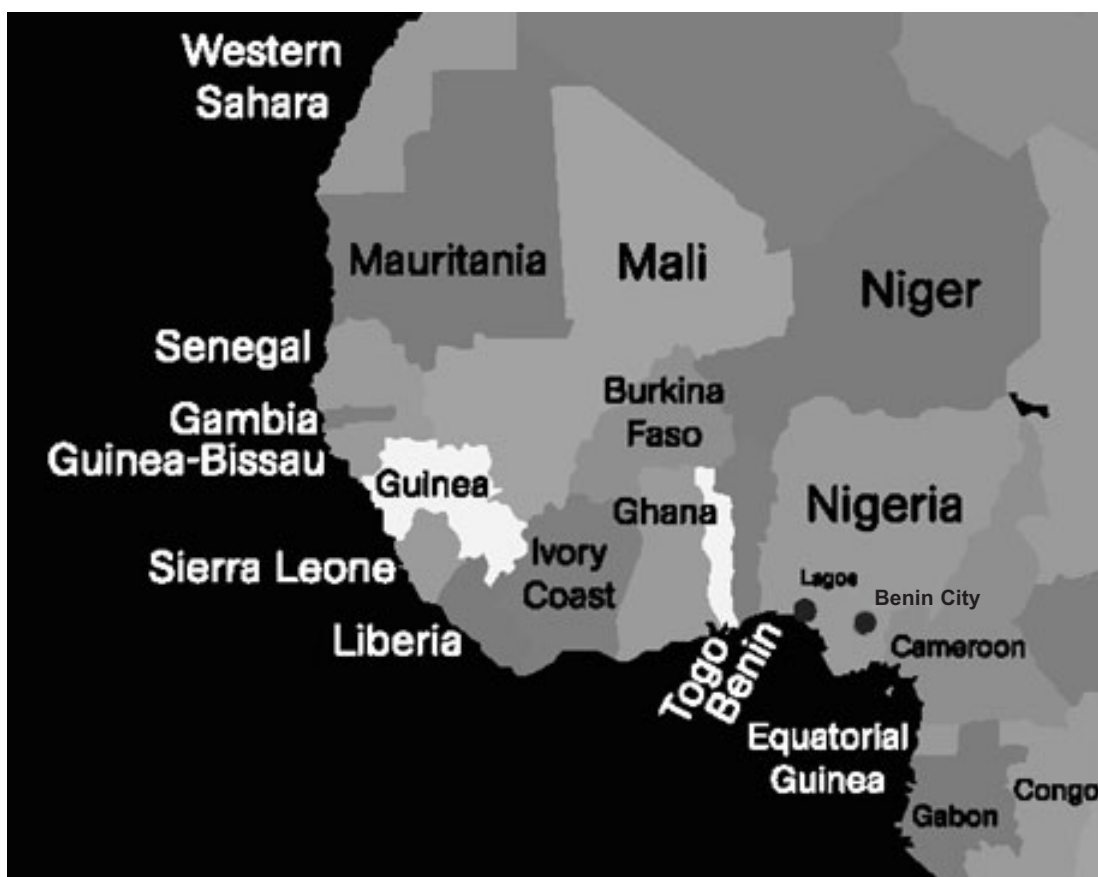 Western
Sahara
Mauritania
Mali
Niger
Senegal
Burkina
Faso
Gambia
Guinea-Bissau
Guinea
Ghana
Nigeria
Ivory
Coast
Sierra Leone
Lagos
Benin City
Liberia
Togo
Benin
Cameroon
Equatorial
Guinea
Gabon
Congo